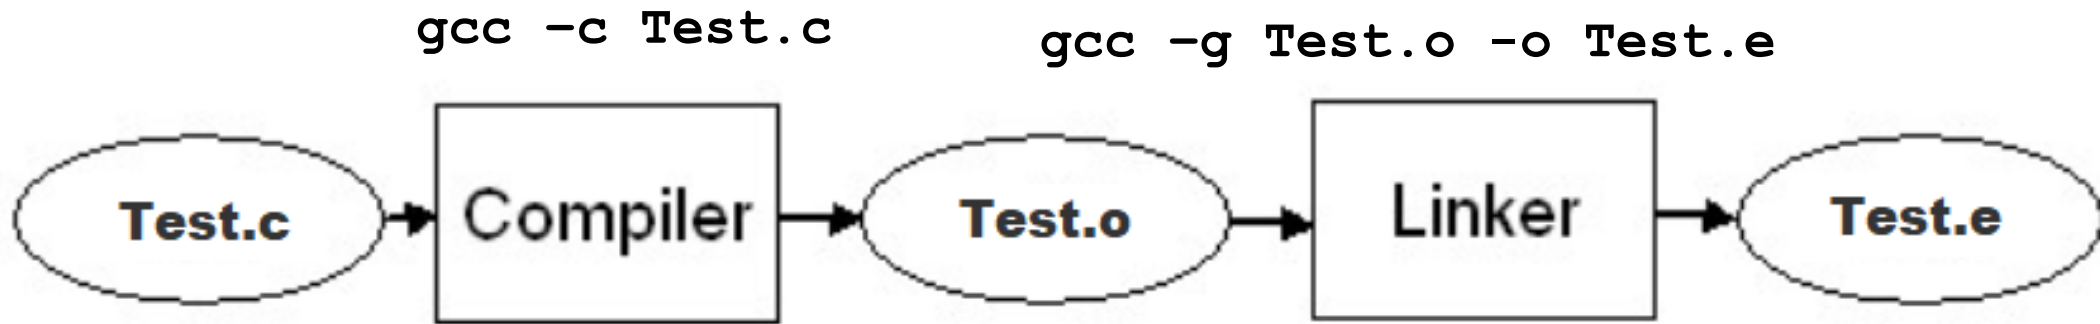 gcc –c Test.c
gcc –g Test.o -o Test.e
Test.c
Compiler
Test.o
Linker
Test.e